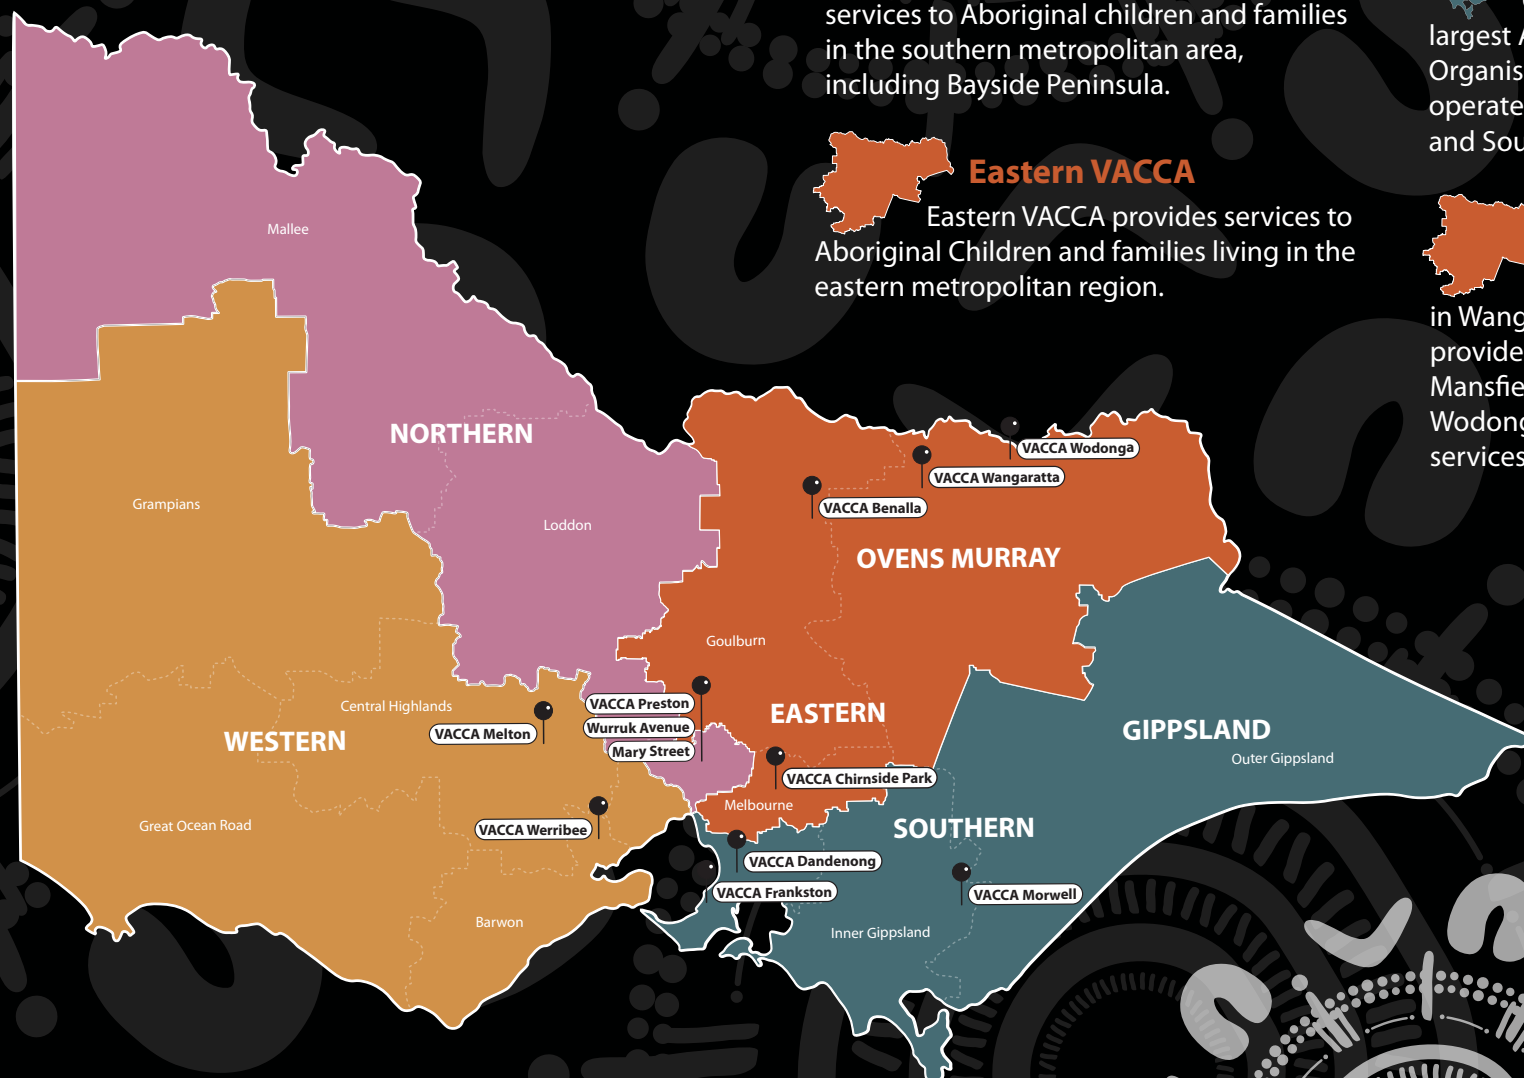 services to Aboriginal children and families
in the southern metropolitan area,
including Bayside Peninsula.
Eastern VACCA
Eastern VACCA provides services to
Aboriginal Children and families living in the
eastern metropolitan region.
largest A
Organis
operate
and Sou
in Wang
provide
Mansfie
Wodong
services
Mallee
NORTHERN
Grampians
Loddon
VACCA Wodonga
VACCA Wangaratta
VACCA Benalla
OVENS MURRAY
Goulburn
Central Highlands
VACCA Melton
WESTERN
VACCA Preston
Wurruk Avenue
Mary Street
EASTERN
GIPPSLAND
Outer Gippsland
VACCA Chirnside Park
Melbourne
Great Ocean Road
VACCA Werribee
SOUTHERN
VACCA Dandenong
VACCA Frankston
VACCA Morwell
Barwon
Inner Gippsland